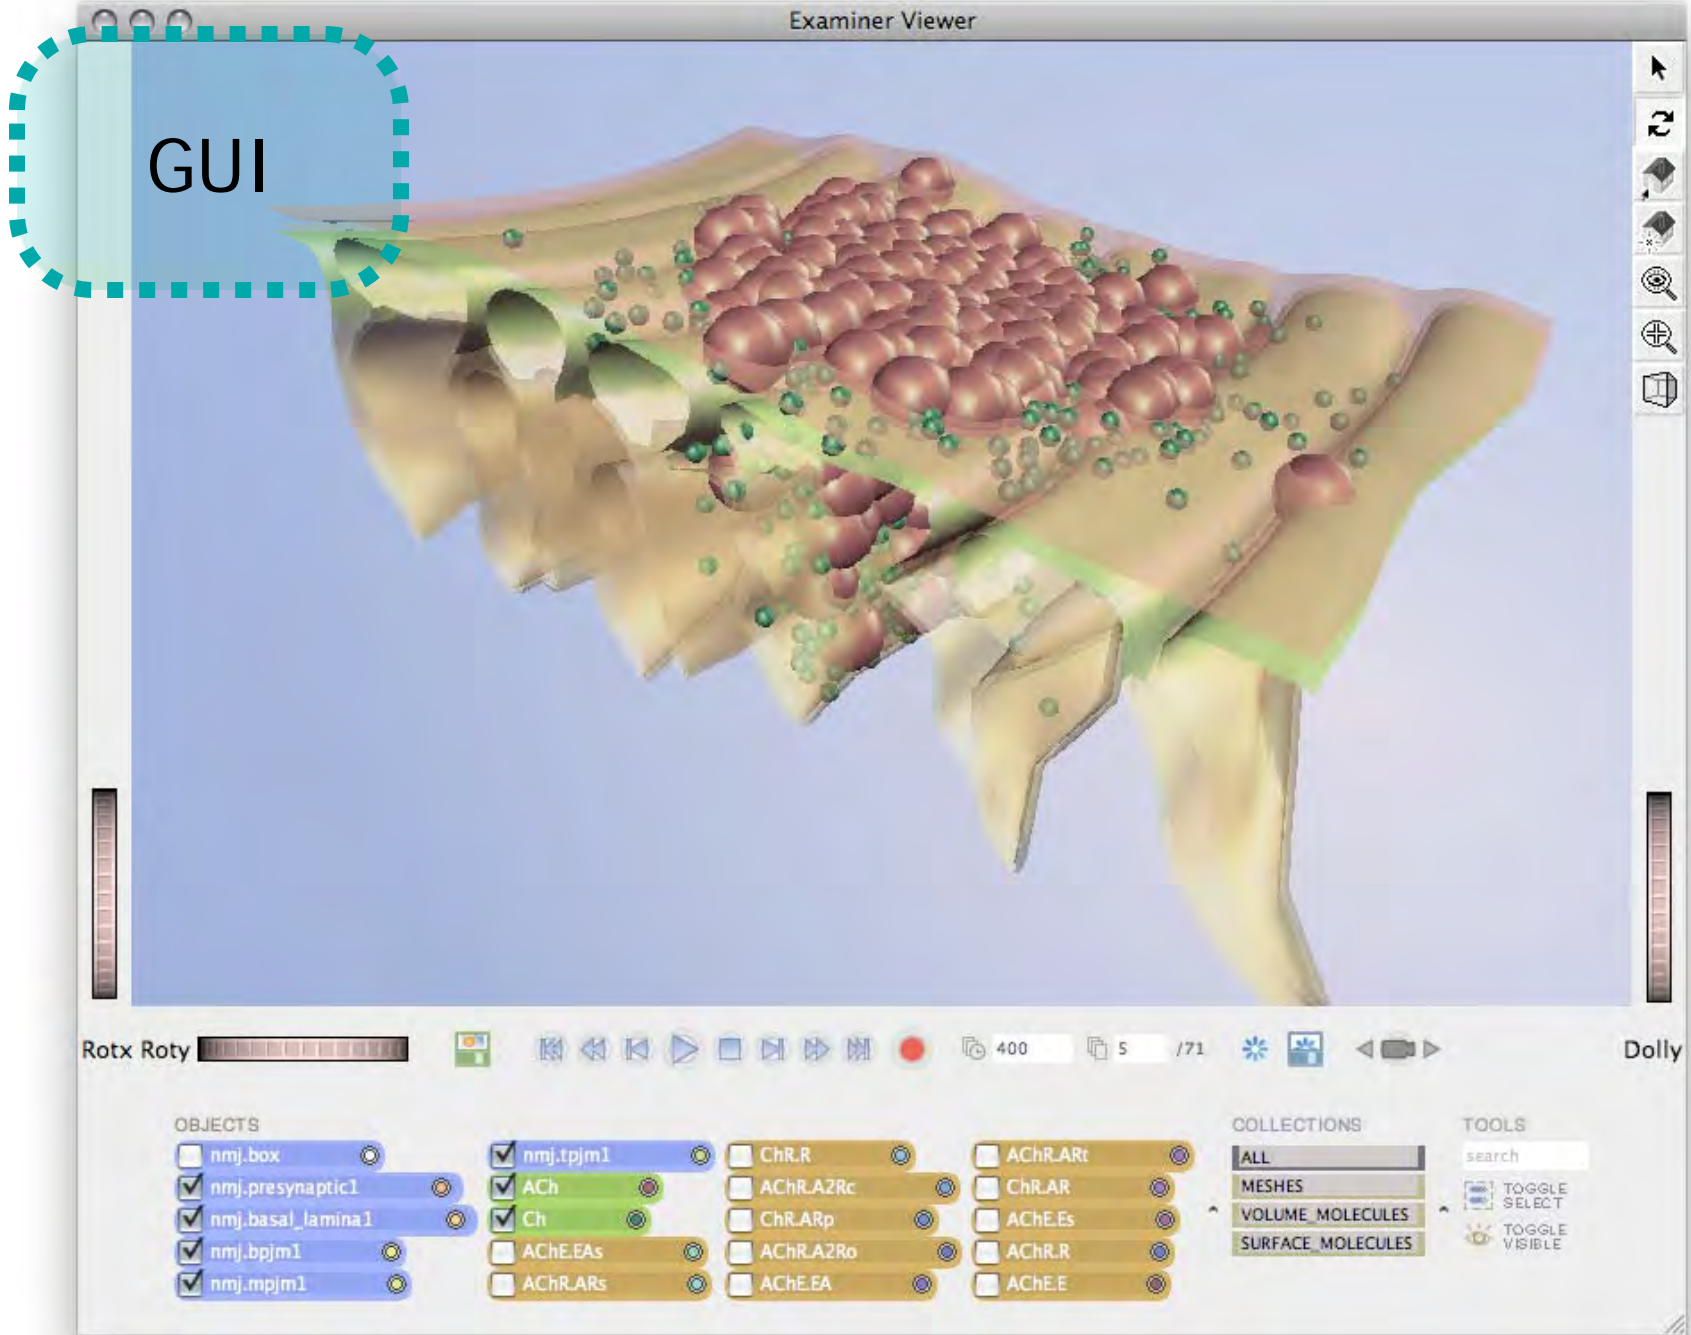 Examiner Viewer
GUI
Rotx Roty
400
5
/71
Dolly
OBJECTS
nmj.box
nmj.presynaptic1
nmj.basal_lamina1
nmj.bpjm1
nmj.mpjm1
nmj.tpjm1
ACh
Ch
AChE.EAs
AChR.ARs
ChR.R
AChR.A2Rc
ChR.ARp
AChR.A2Ro
AChE.EA
AChR.ARt
ChR.AR
AChE.Es
AChR.R
AChE.E
COLLECTIONS
ALL
MESHES
VOLUME_MOLECULES
SURFACE_MOLECULES
TOOLS
search
TOGGLE
SELECT
TOGGLE
VISIBLE